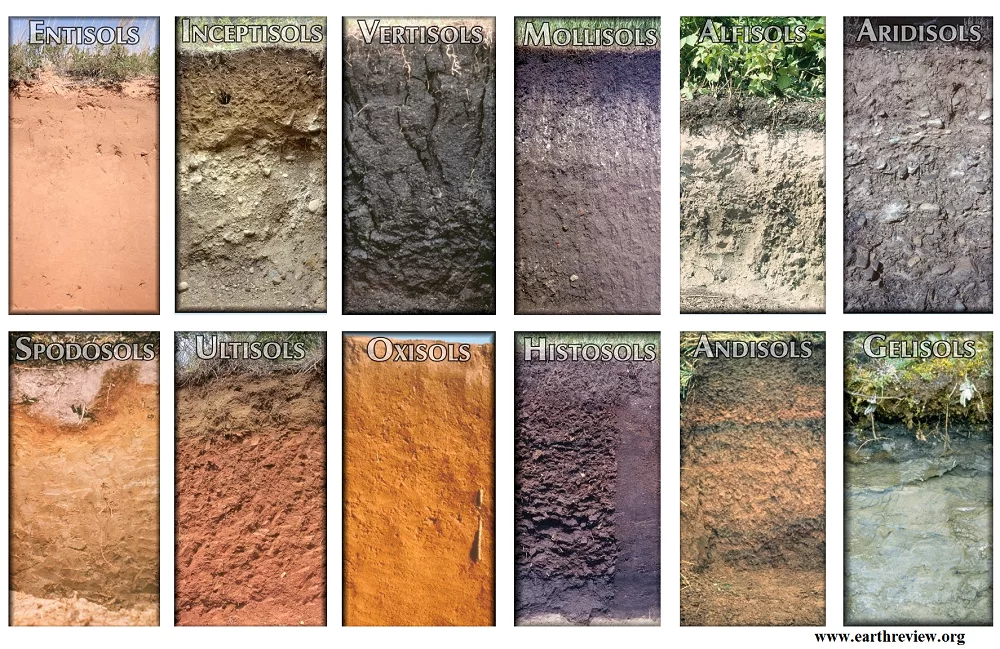 ENTISOLS
INCEPTISOLS
VERTISOLS
MOLLISOLS
ALFISOLS
ARIDISOLS
SPODOSOLS
ULTISOLS
OXISOLS
HISTOSOLS
ANDISOLS
GELISOLS
www.earthreview.org